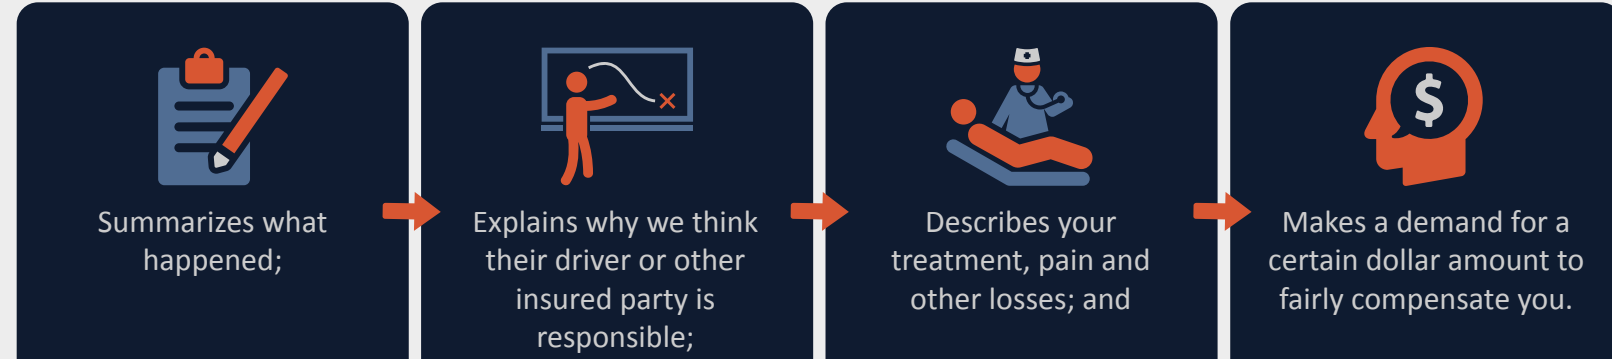 Summarizes what
happened;
Explains why we think
their driver or other
insured party is
responsible;
Describes your
treatment, pain and
other losses; and
$
Makes a demand for a
certain dollar amount to
fairly compensate you.